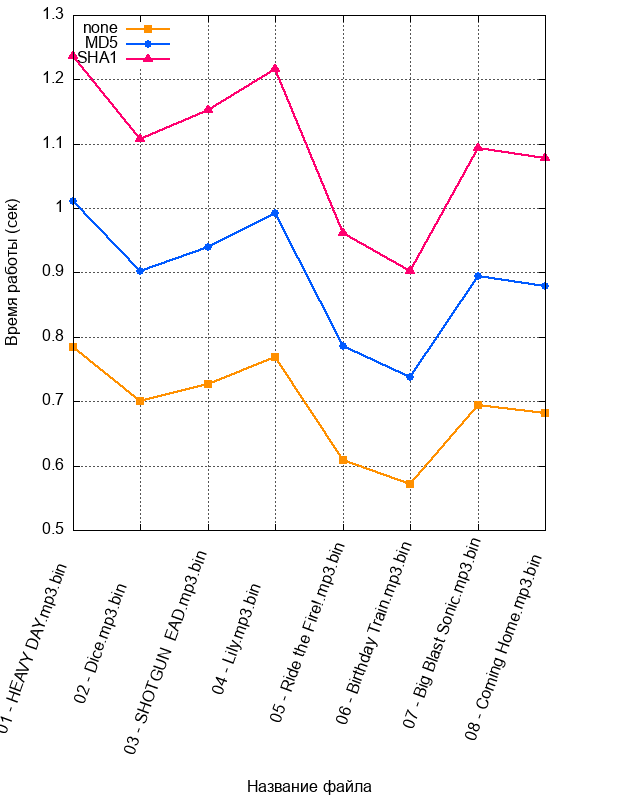 1.3
1.2
1.1
1
0.9
0.8
0.7
0.6
0.5
none
MD5
SHA1
Время работы (сек)
01 - HEAVY DAY.mp3.bin
02 - Dice.mp3.bin
03 - SHOTGUN EAD.mp3.bin
04 - Lily.mp3.bin
05 - Ride the Fire!.mp3.bin
06 - Birthday Train.mp3.bin
07 - Big Blast Sonic.mp3.bin
08 - Coming Home.mp3.bin
Название файла